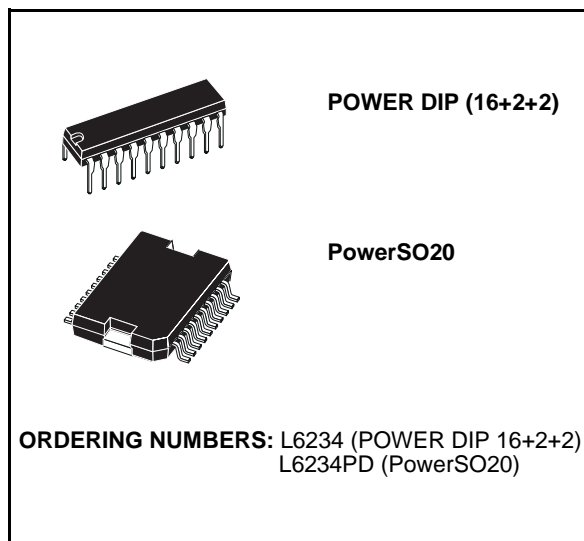 POWER DIP (16+2+2)
PowerSO20
ORDERING NUMBERS: L6234 (POWER DIP 16+2+2)
L6234PD (PowerSO20)